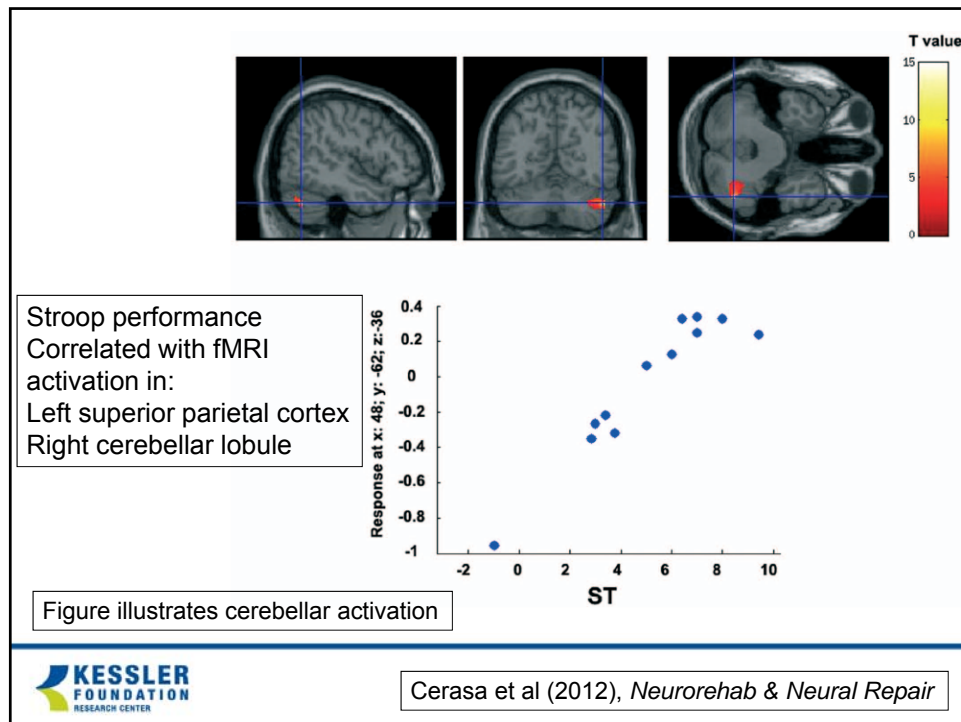 T value
15
10
5
0
Stroop performance
Correlated with fMRI
activation in:
Left superior parietal cortex
Right cerebellar lobule
Response at x: 48; y: -62; z:-36
0.4
0.2
0
-0.2
-0.4
-0.6
-0.8
-1
-2 0 2 4 6 8 10
ST
Figure illustrates cerebellar activation
KESSLER
FOUNDATION
RESEARCH CENTER
Cerasa et al (2012), Neurorehab & Neural Repair